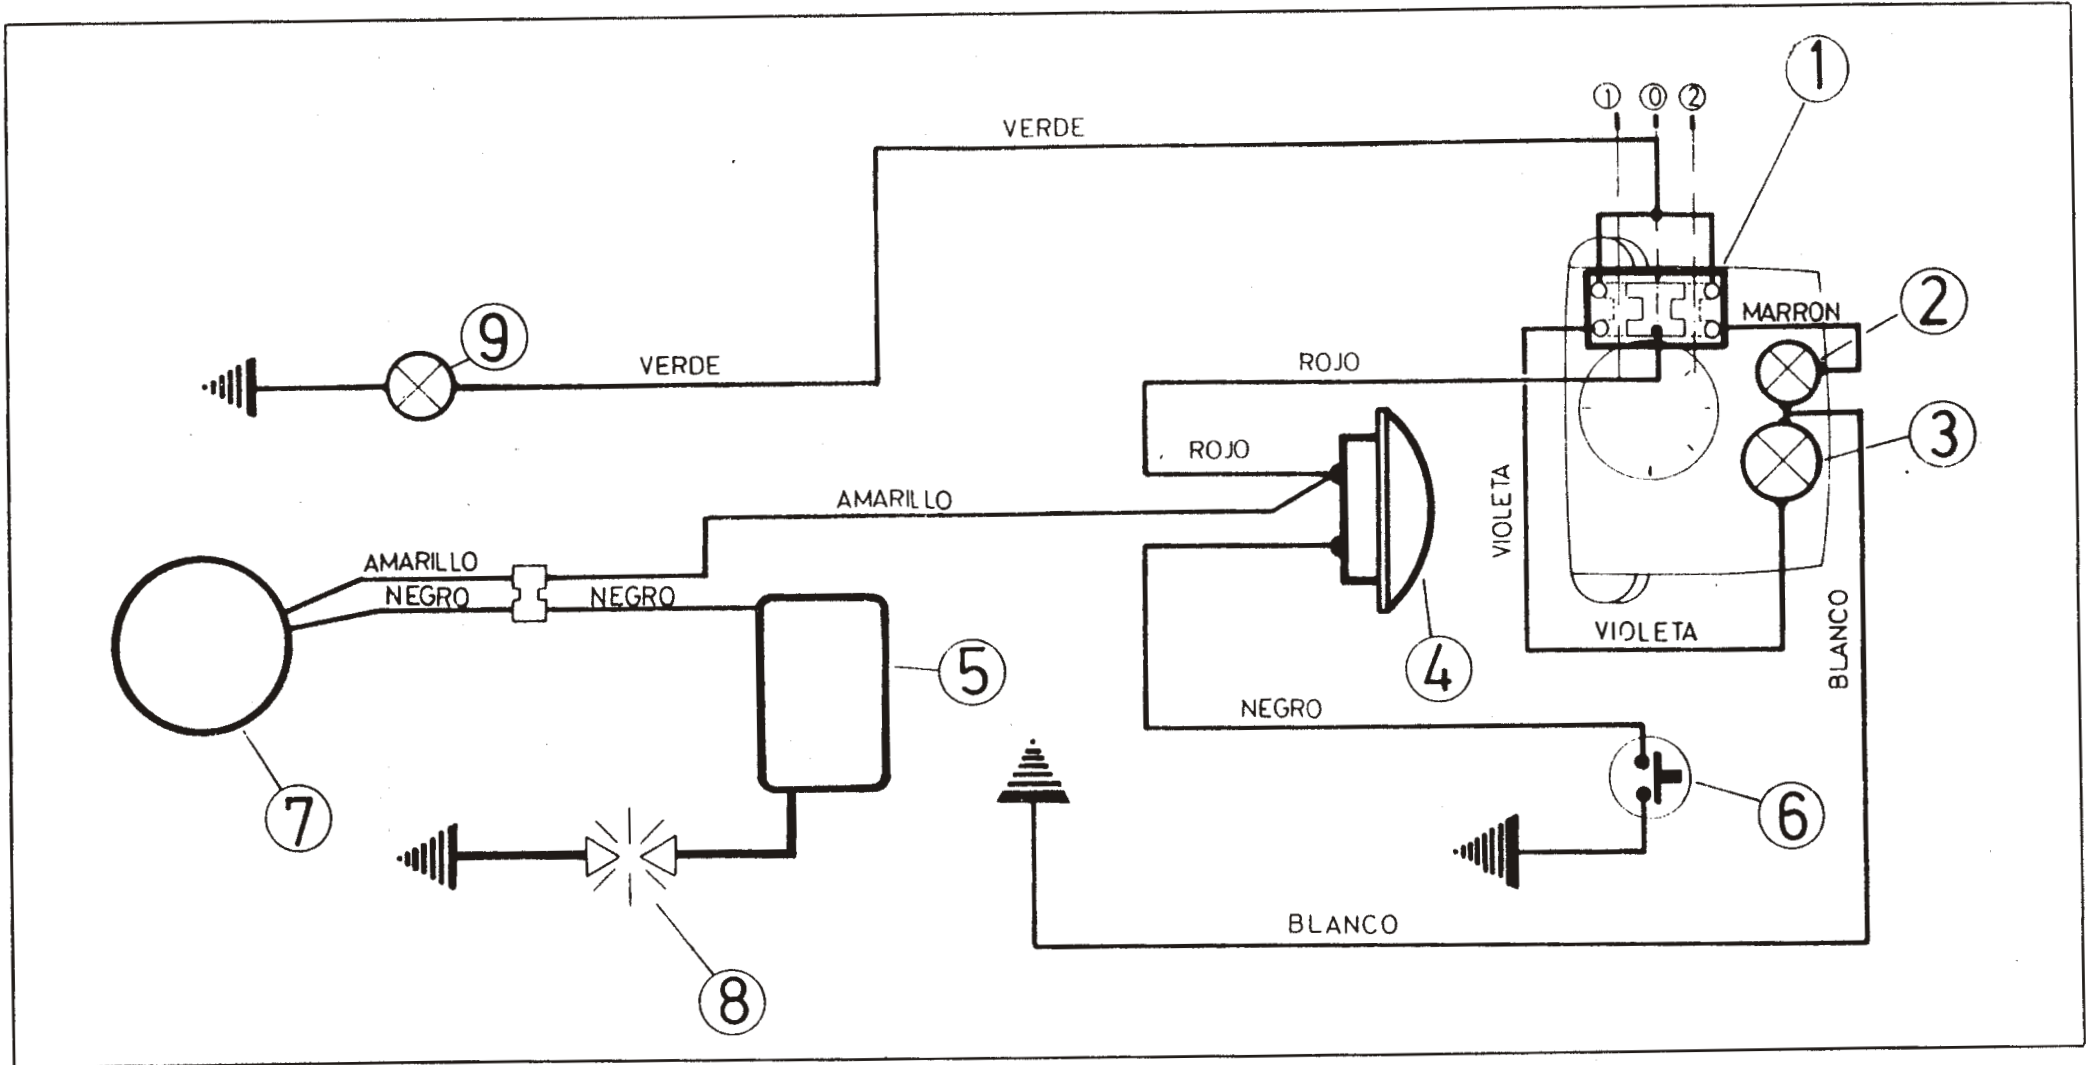 1
1 0 2
VERDE
2
MARRON
9
VERDE
ROJO
3
ROJO
AMARILLO
VIOLETA
AMARILLO
NEGRO
NEGRO
VIOLETA
BLANCO
5
4
NEGRO
7
6
BLANCO
8